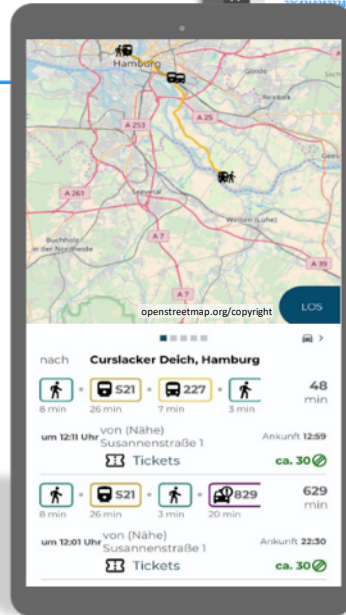 Hamburg
Glinde
Reinbek
A 25
A 253
A 261
Seevetal
A 7
Winsen (Luhe)
Buchholz
in der Nordheide
A 39
A 7
openstreetmap.org/copyright
LOS
nach Curslacker Deich, Hamburg
S21 227 48
min
8 min 26 min 7 min 3 min
um 12:11 Uhr von (Nähe) Ankunft 12:59
Susannenstraße 1
Tickets ca. 30
S21 829 629
min
8 min 26 min 3 min 20 min
um 12:01 Uhr von (Nähe) Ankunft 22:30
Susannenstraße 1
Tickets ca. 30